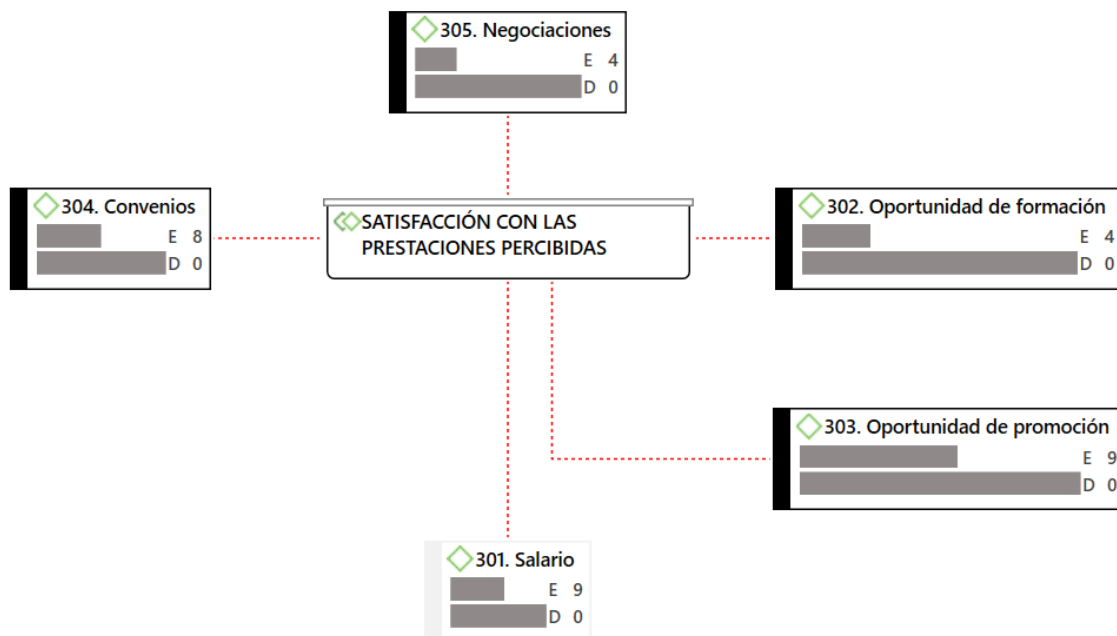 305. Negociaciones
E 4
D 0
304. Convenios
E 8
D 0
SATISFACCIÓN CON LAS
PRESTACIONES PERCIBIDAS
302. Oportunidad de formación
E 4
D 0
303. Oportunidad de promoción
E 9
D 0
301. Salario
E 9
D 0